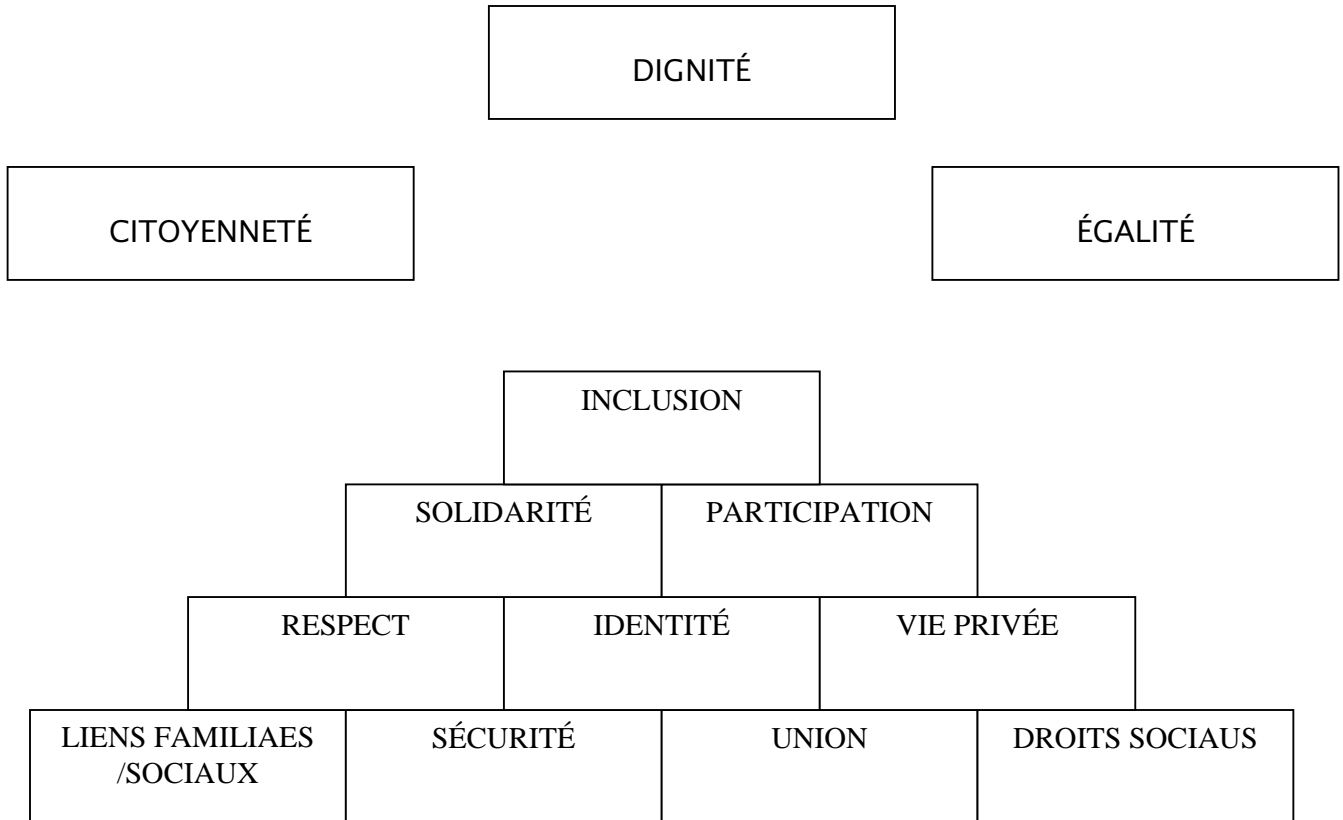 DIGNITÉ
CITOYENNETÉ
ÉGALITÉ
INCLUSION
SOLIDARITÉ
PARTICIPATION
RESPECT
IDENTITÉ
VIE PRIVÉE
LIENS FAMILIAES
/SOCIAUX
SÉCURITÉ
UNION
DROITS SOCIAUS